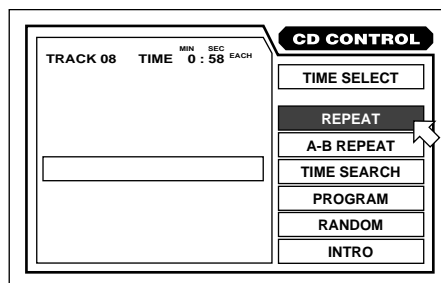 CD CONTROL
MIN SEC
TRACK 08 TIME 0 : 58 EACH
TIME SELECT
REPEAT
A-B REPEAT
TIME SEARCH
PROGRAM
RANDOM
INTRO